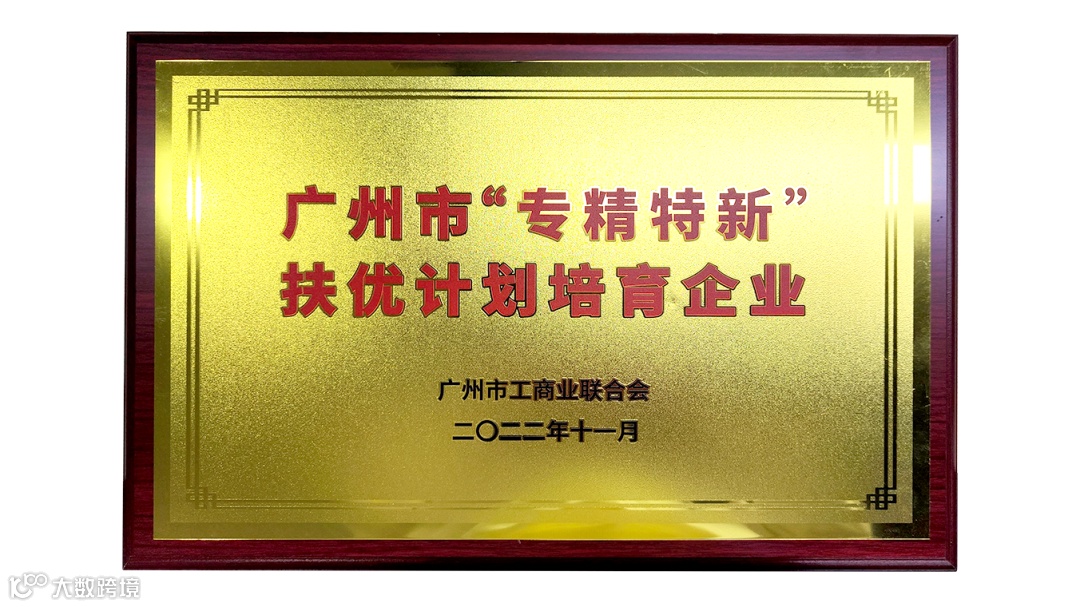 广州市“专精特新”
扶优计划培育企业
广州市工商业联合会
二〇二二年十一月
大数跨境